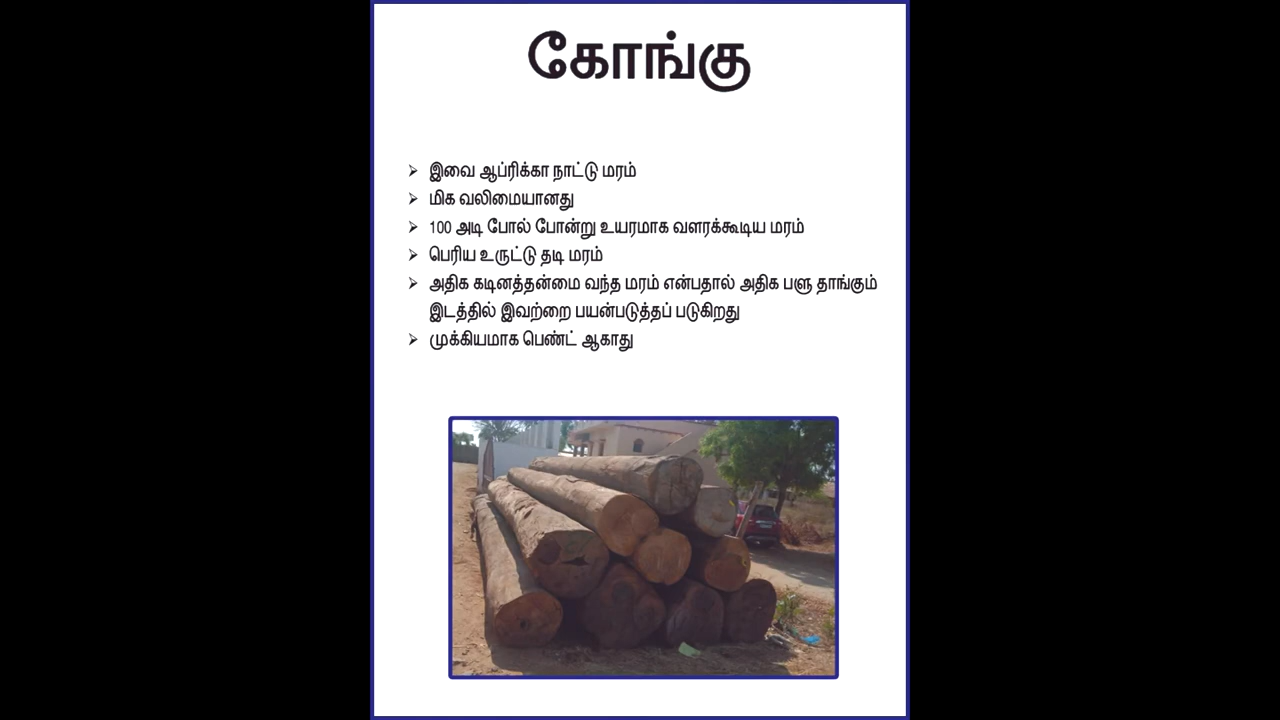 கோங்கு
➢ இவை ஆப்ரிக்கா நாட்டு மரம்
➢ மிக வலிமையானது
➢ 100 அடி போல் போன்று உயரமாக வளரக்கூடிய மரம்
➢ பெரிய உருட்டு தடி மரம்
➢ அதிக கடினத்தன்மை வந்த மரம் என்பதால் அதிக பளு தாங்கும்
இடத்தில் இவற்றை பயன்படுத்தப் படுகிறது
➢ முக்கியமாக பெண்ட் ஆகாது